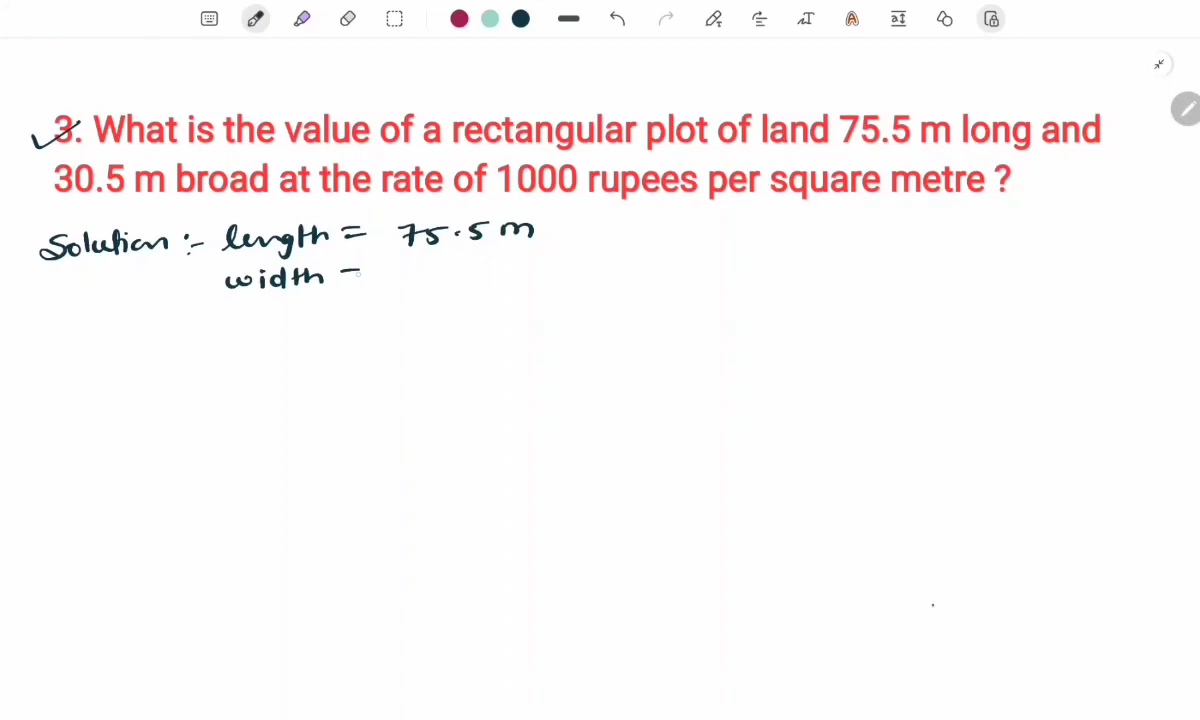 3. What is the value of a rectangular plot of land 75.5 m long and
30.5 m broad at the rate of 1000 rupees per square metre ?
Solution :- length = 75.5 m
width =